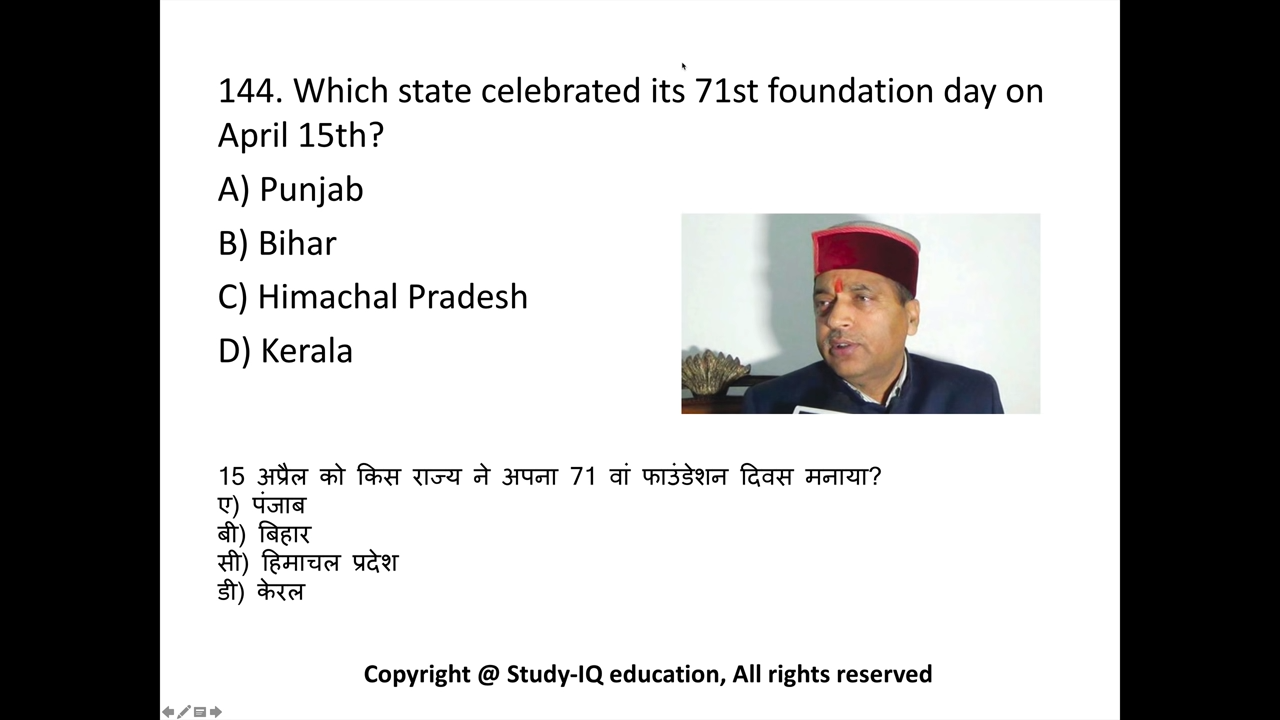 144. Which state celebrated its 71st foundation day on
April 15th?
A) Punjab
B) Bihar
C) Himachal Pradesh
D) Kerala
15 अप्रैल को किस राज्य ने अपना 71 वां फाउंडेशन दिवस मनाया?
ए) पंजाब
बी) बिहार
सी) हिमाचल प्रदेश
डी) केरल
Copyright @ Study-IQ education, All rights reserved